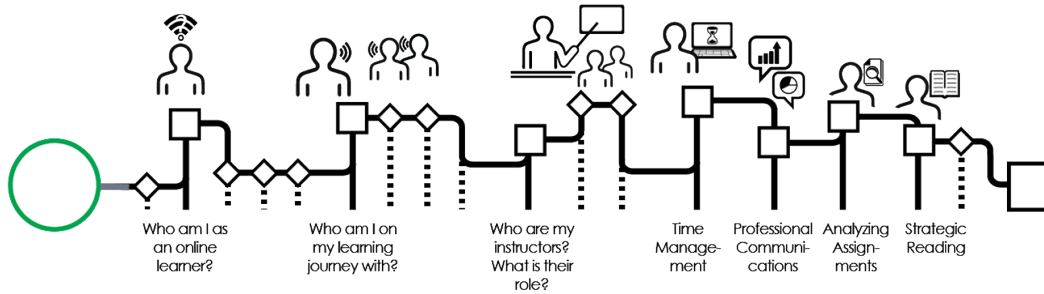 Who am I as
an online
learner?
Who am I on
my learning
journey with?
Who are my
instructors?
What is their
role?
Time
Manage-
ment
Professional
Communi-
cations
Analyzing
Assign-
ments
Strategic
Reading